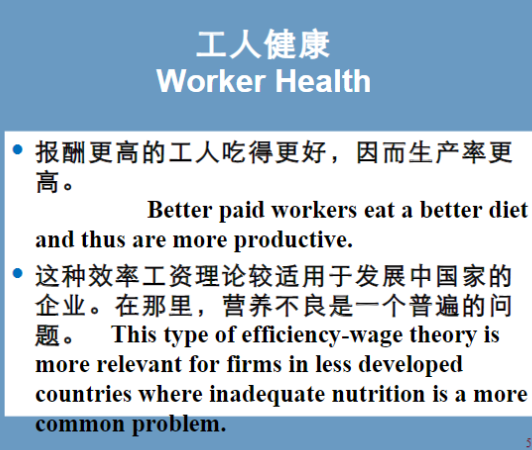 工人健康
Worker Health
报酬更高的工人吃得更好，因而生产率更
高。
Better paid workers eat a better diet
and thus are more productive.
这种效率工资理论较适用于发展中国家的
企业。在那里，营养不良是一个普遍的问
题。 This type of efficiency-wage theory is
more relevant for firms in less developed
countries where inadequate nutrition is a more
common problem.
5